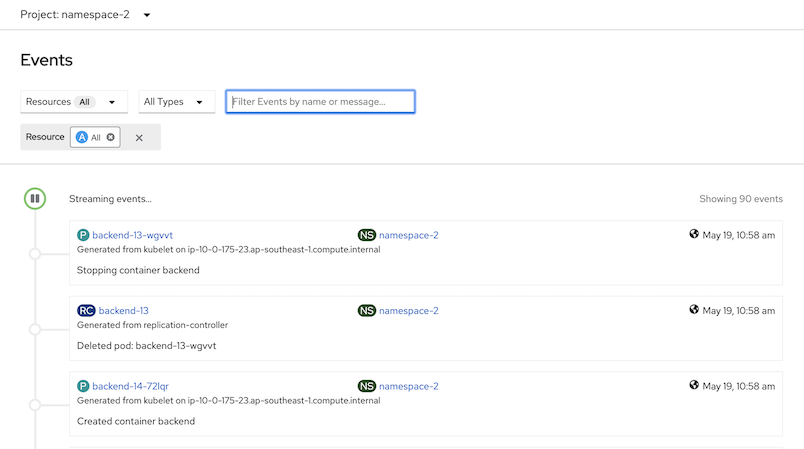 Project: namespace-2
Events
Resources All All Types Filter Events by name or message...
Resource A All
Streaming events... Showing 90 events
P backend-13-wgvvt NS namespace-2 May 19, 10:58 am
Generated from kubelet on ip-10-0-175-23.ap-southeast-1.compute.internal
Stopping container backend
RC backend-13 NS namespace-2 May 19, 10:58 am
Generated from replication-controller
Deleted pod: backend-13-wgvvt
P backend-14-72lqr NS namespace-2 May 19, 10:58 am
Generated from kubelet on ip-10-0-175-23.ap-southeast-1.compute.internal
Created container backend